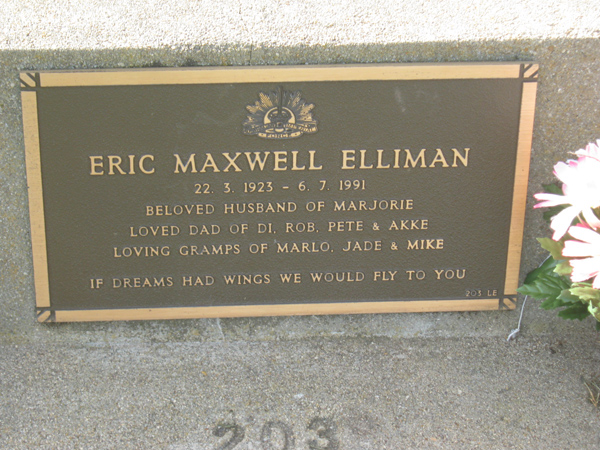 ERIC MAXWELL ELLIMAN
22. 3. 1923 - 6. 7. 1991
BELOVED HUSBAND OF MARJORIE
LOVED DAD OF DI, ROB, PETE & AKKE
LOVING GRAMPS OF MARLO, JADE & MIKE
IF DREAMS HAD WINGS WE WOULD FLY TO YOU
203 LE
203